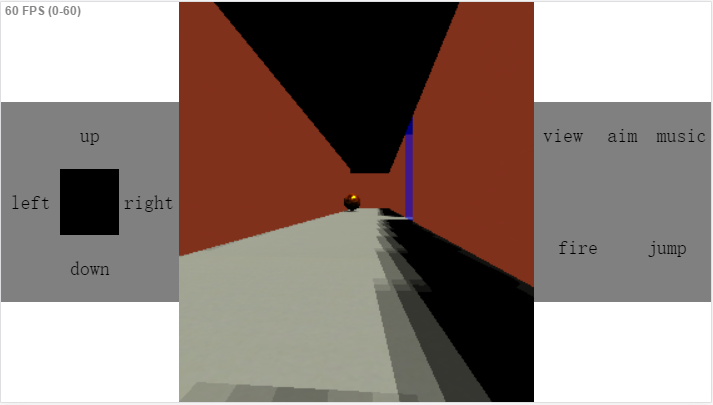 60 FPS (0-60)
up
view aim music
left right
fire jump
down